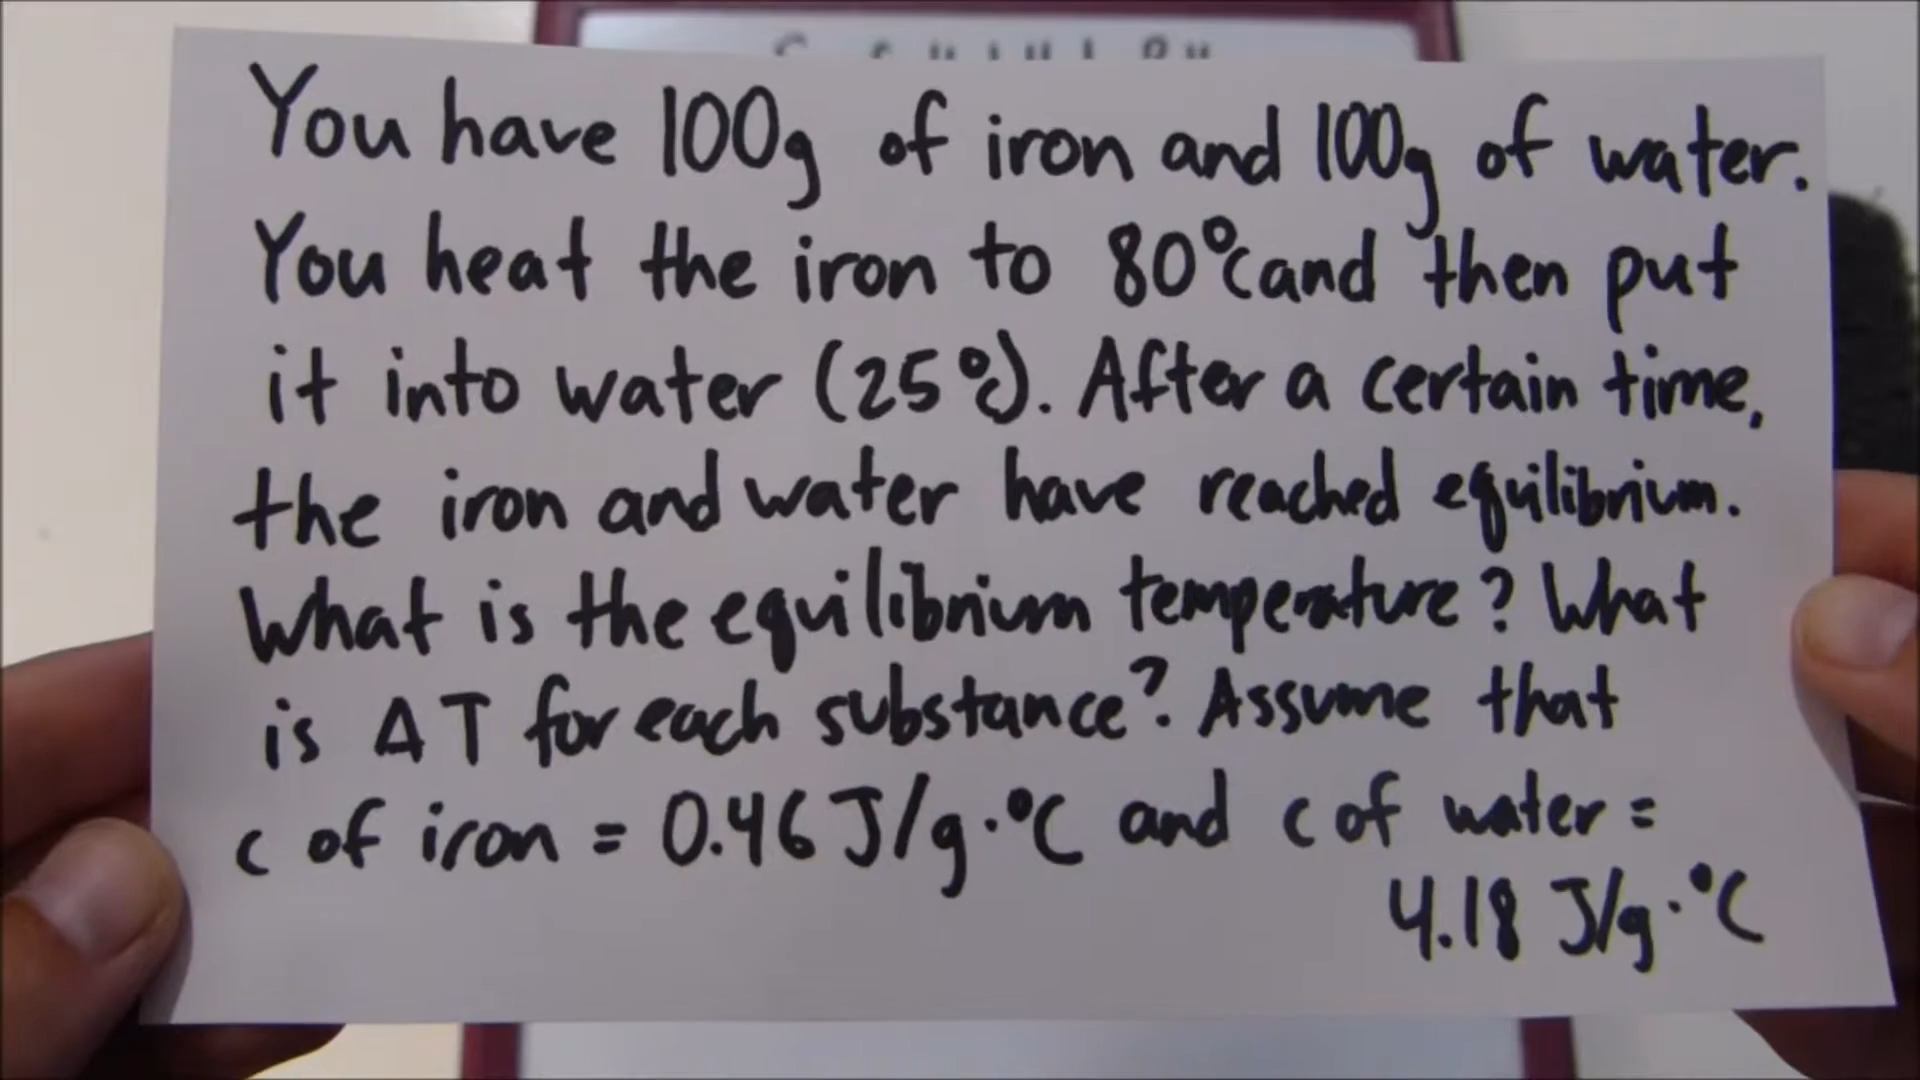 You have 100g of iron and 100g of water.
You heat the iron to 80°C and then put
it into water (25°C). After a certain time,
the iron and water have reached equilibrium.
What is the equilibrium temperature? What
is ΔT for each substance? Assume that
c of iron = 0.46 J/g·°C and c of water =
4.18 J/g·°C